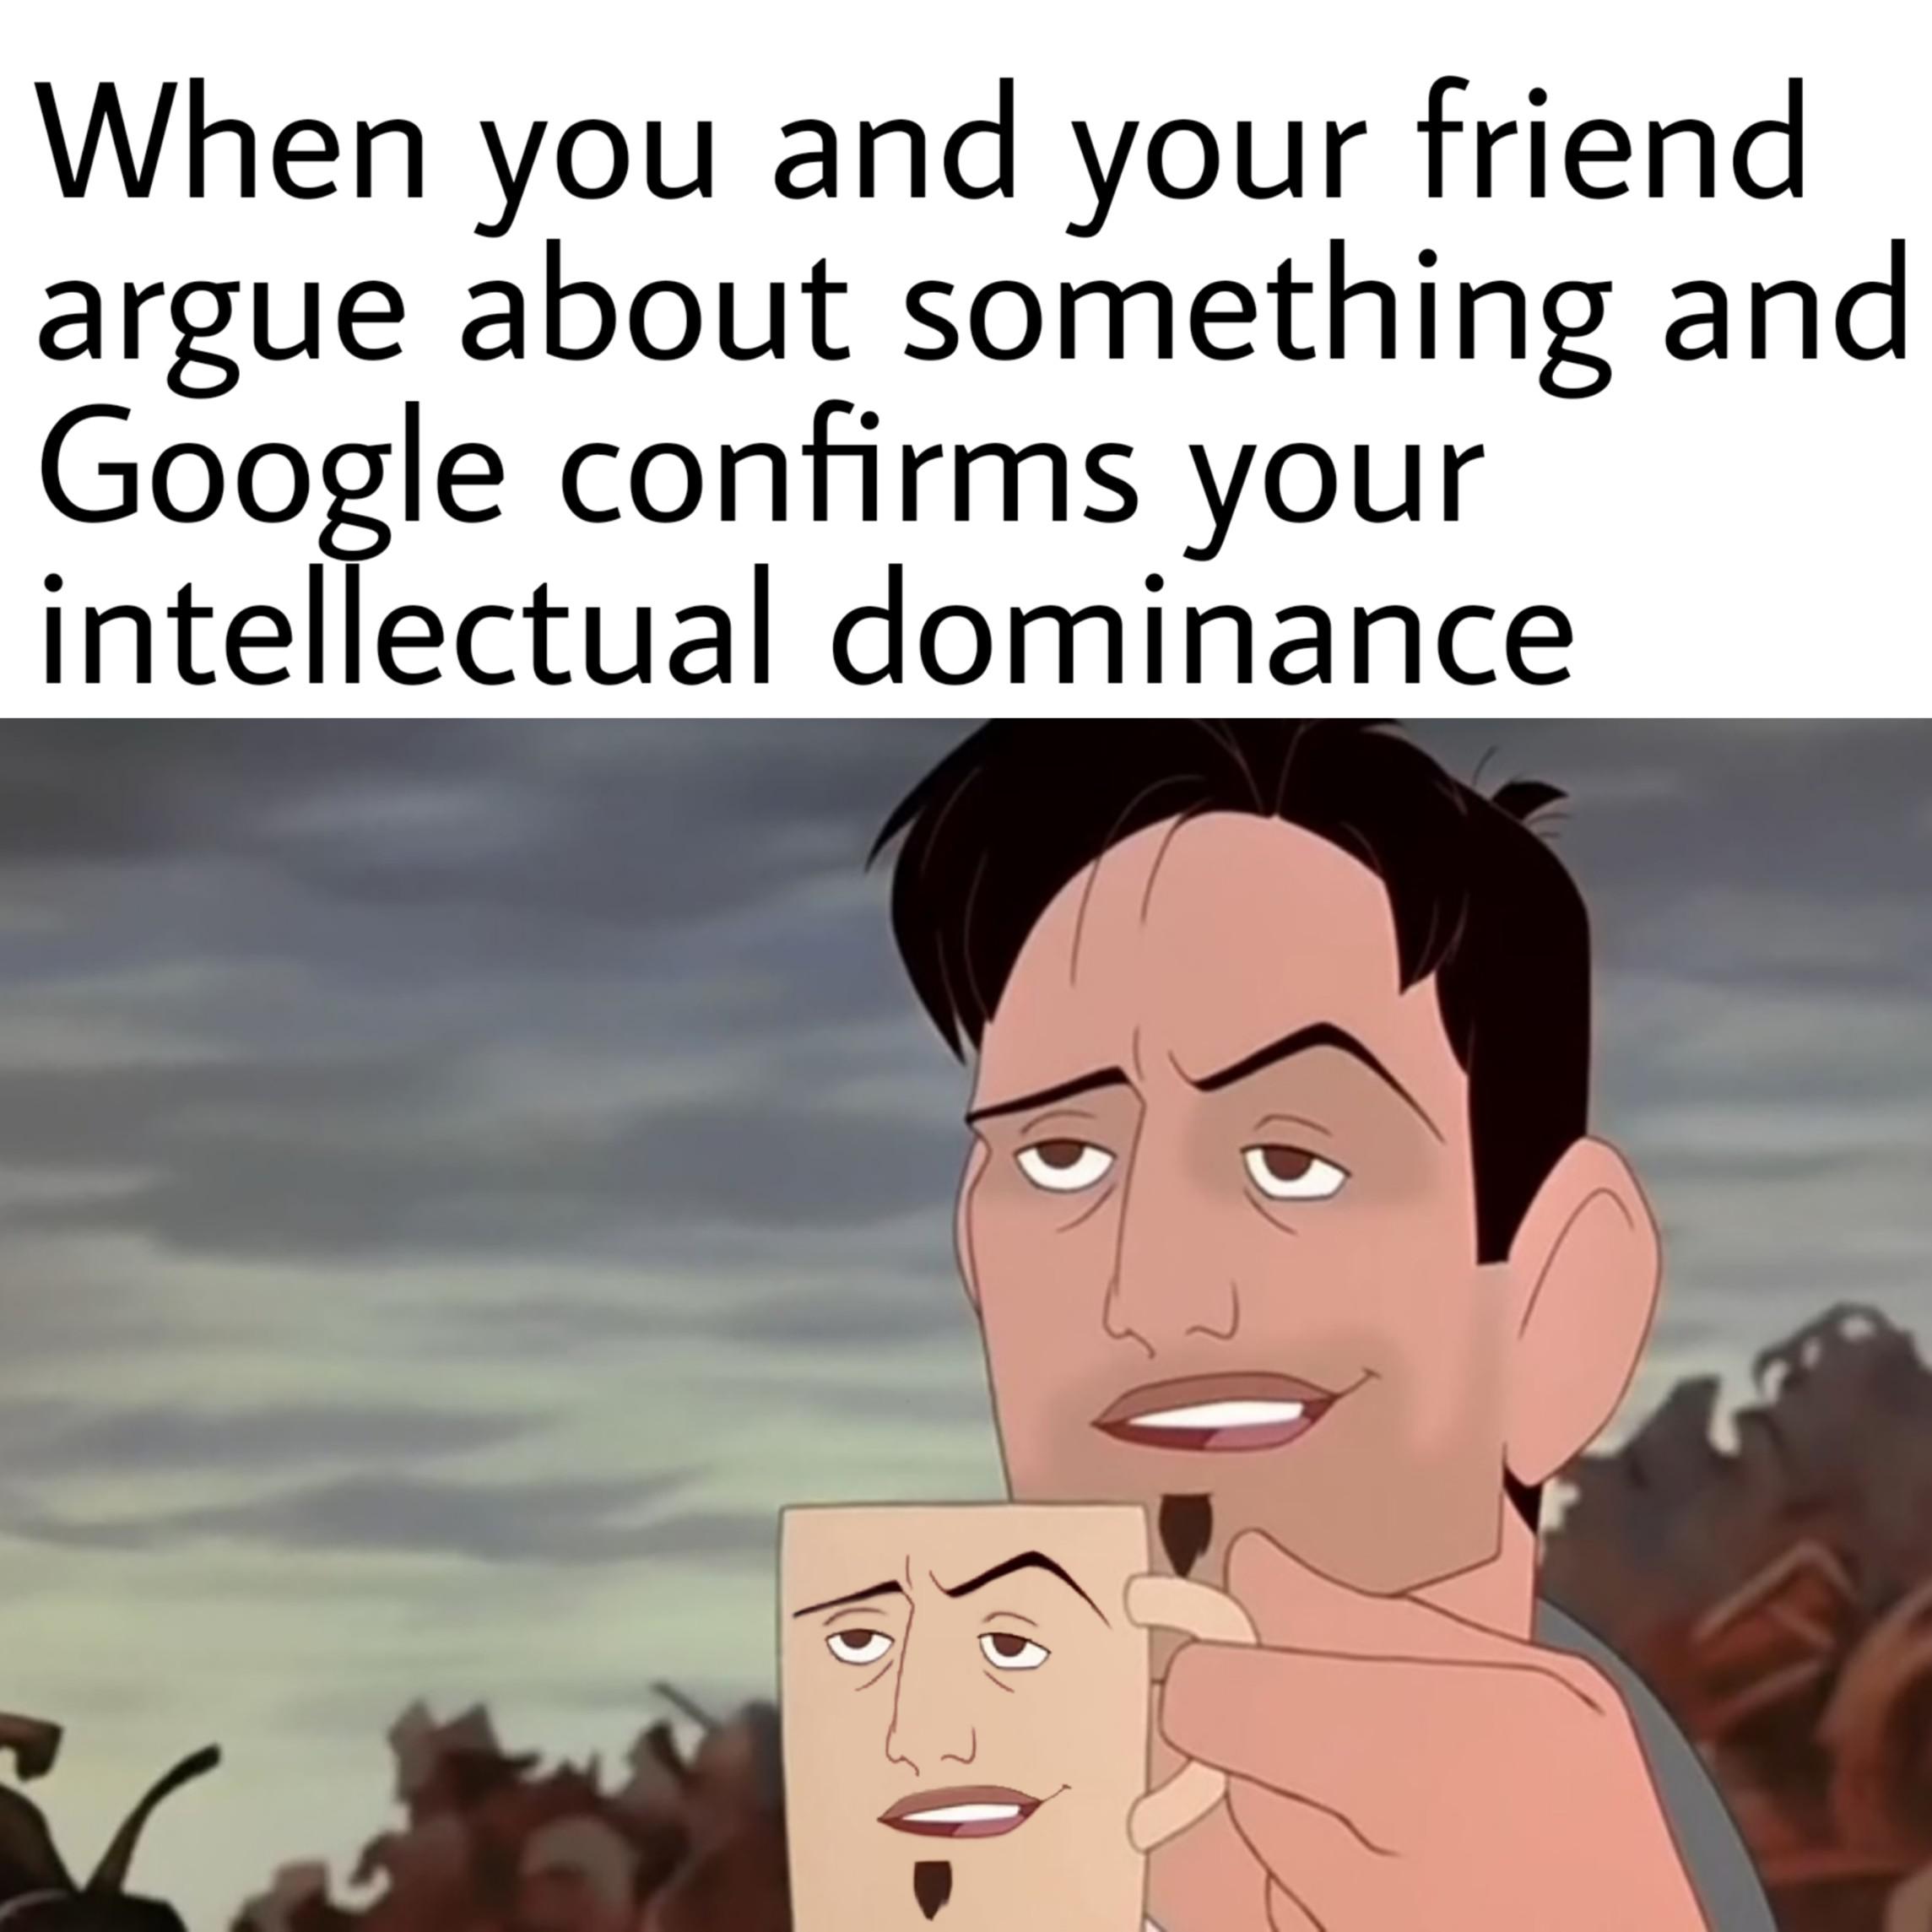 When you and your friend
argue about something and
Google confirms your
intellectual dominance